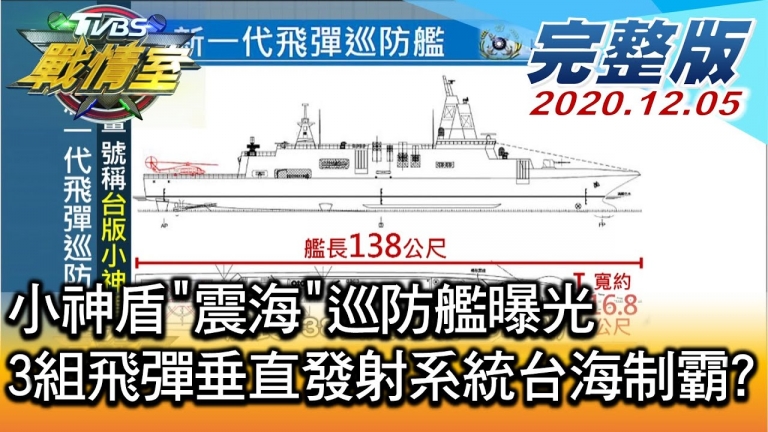 TVBS
戰情室
新一代飛彈巡防艦
完整版
2020.12.05
號稱台版小神
一代飛彈巡防
艦長138公尺
寬約
6.8
公尺
小神盾"震海"巡防艦曝光
3組飛彈垂直發射系統台海制霸?